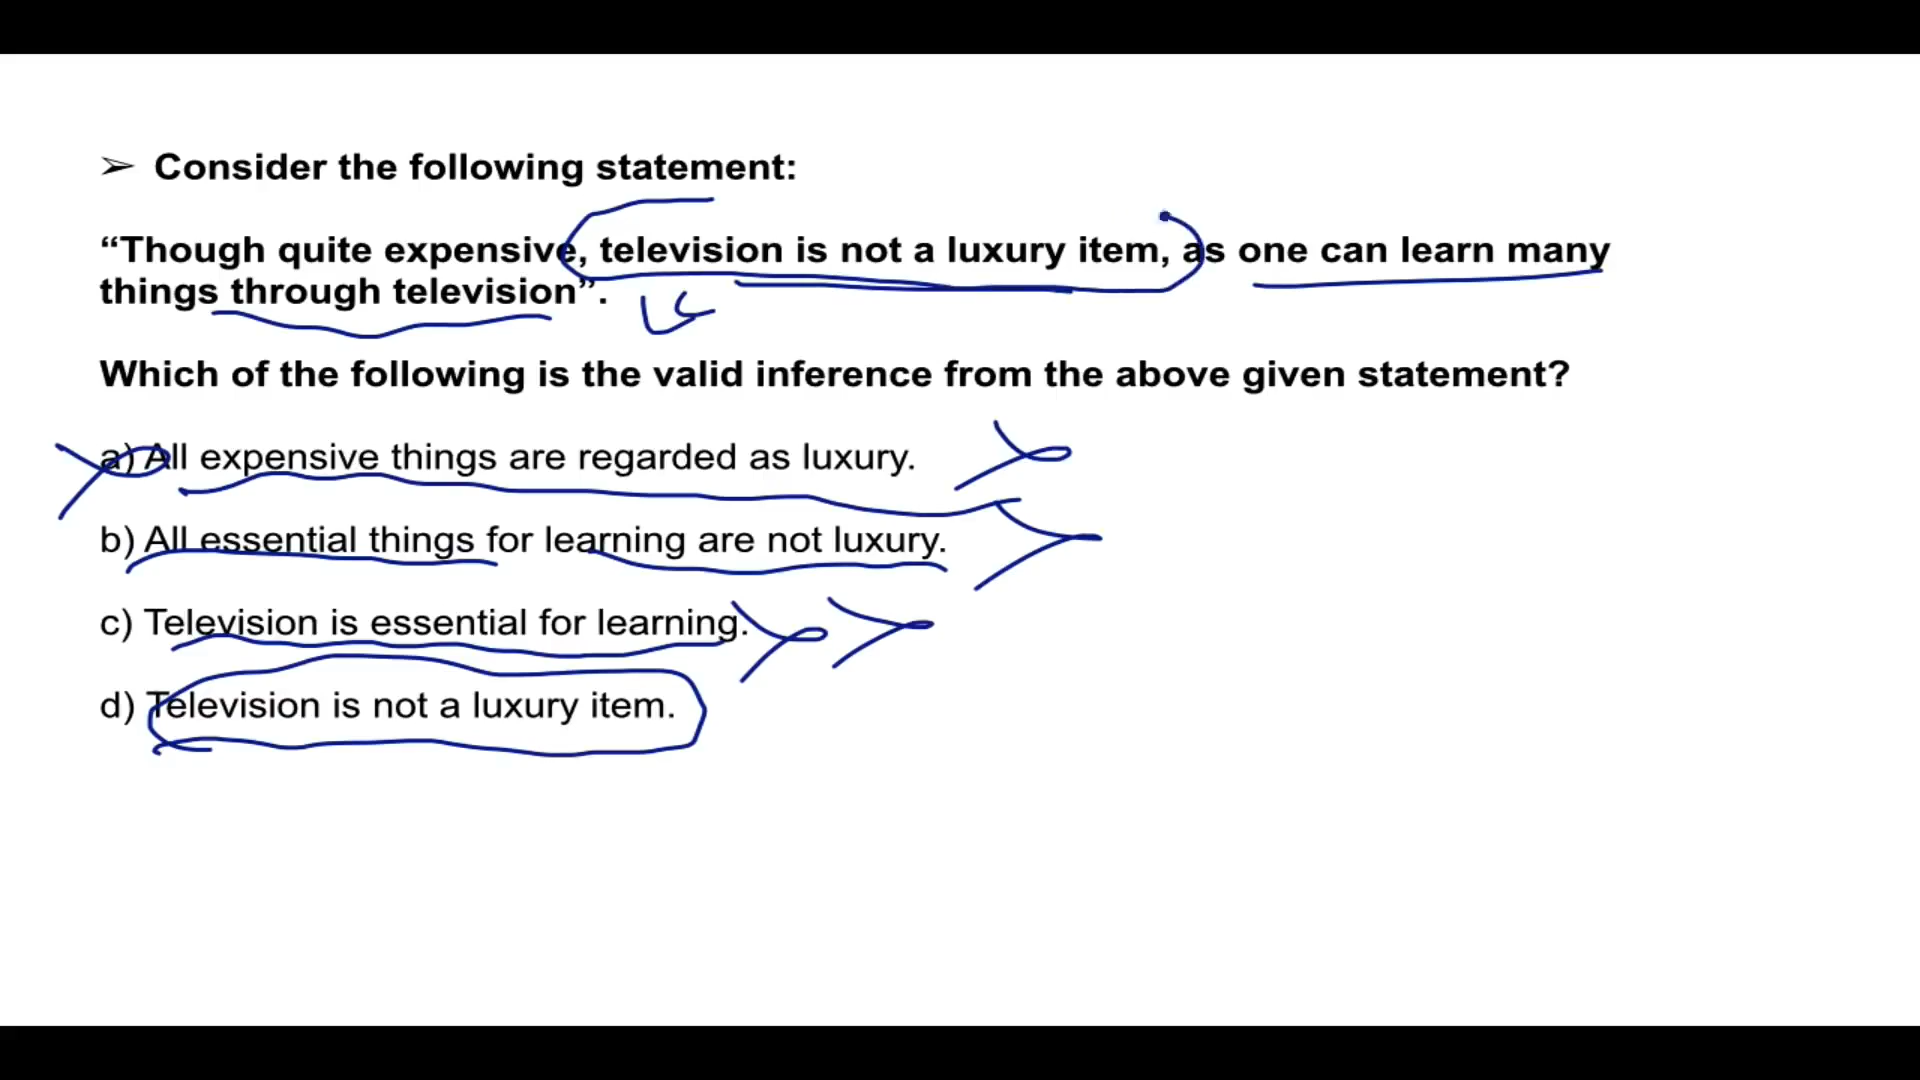 ➢ Consider the following statement:
“Though quite expensive, television is not a luxury item, as one can learn many
things through television”.
Which of the following is the valid inference from the above given statement?
a) All expensive things are regarded as luxury.
b) All essential things for learning are not luxury.
c) Television is essential for learning.
d) Television is not a luxury item.